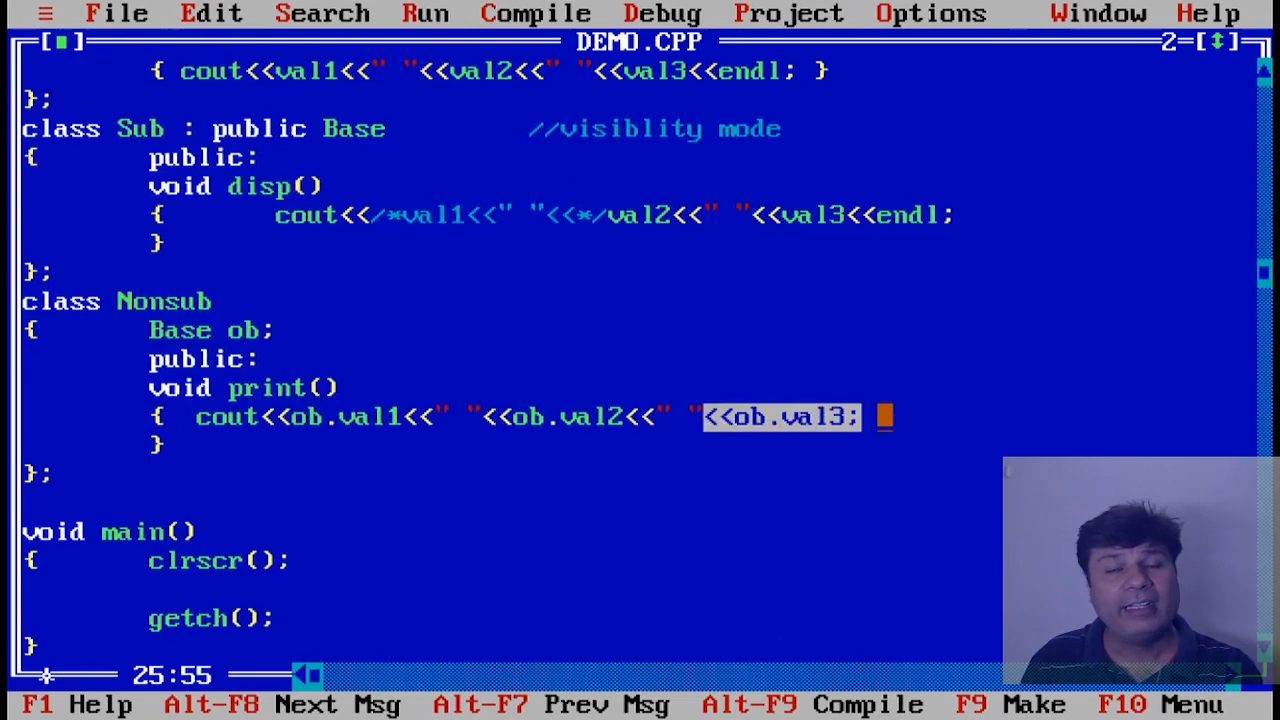 ≡ File Edit Search Run Compile Debug Project Options Window Help
[■] DEMO.CPP 2=[↕]
{ cout<<val1<<" "<<val2<<" "<<val3<<endl; }
};
class Sub : public Base //visiblity mode
{ public:
void disp()
{ cout<</*val1<<" "<<*/val2<<" "<<val3<<endl;
}
};
class Nonsub
{ Base ob;
public:
void print()
{ cout<<ob.val1<<" "<<ob.val2<<" "<<ob.val3;
}
};
void main()
{ clrscr();
getch();
}
25:55
F1 Help Alt-F8 Next Msg Alt-F7 Prev Msg Alt-F9 Compile F9 Make F10 Menu